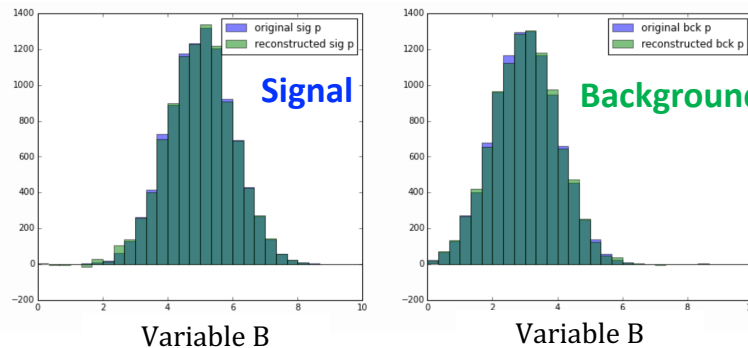 1400
1200
1000
800
600
400
200
0
−200
0 2 4 6 8 10
original sig p
reconstructed sig p
Signal
Variable B
1400
1200
1000
800
600
400
200
0
−200
0 2 4 6 8
original bck p
reconstructed bck p
Background
Variable B